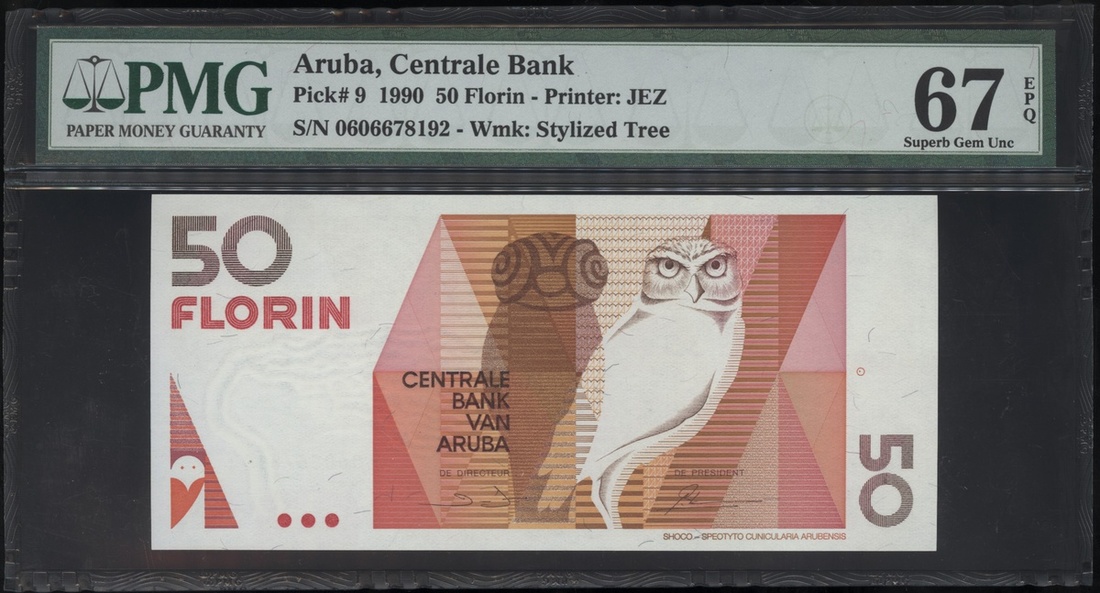 PMG
PAPER MONEY GUARANTY
Aruba, Centrale Bank
Pick# 9 1990 50 Florin - Printer: JEZ
S/N 0606678192 - Wmk: Stylized Tree
67
EPQ
Superb Gem Unc
50
FLORIN
CENTRALE
BANK
VAN
ARUBA
DE DIRECTEUR
DE PRESIDENT
50
SHOCO - SPEOTYTO CUNICULARIA ARUBENSIS